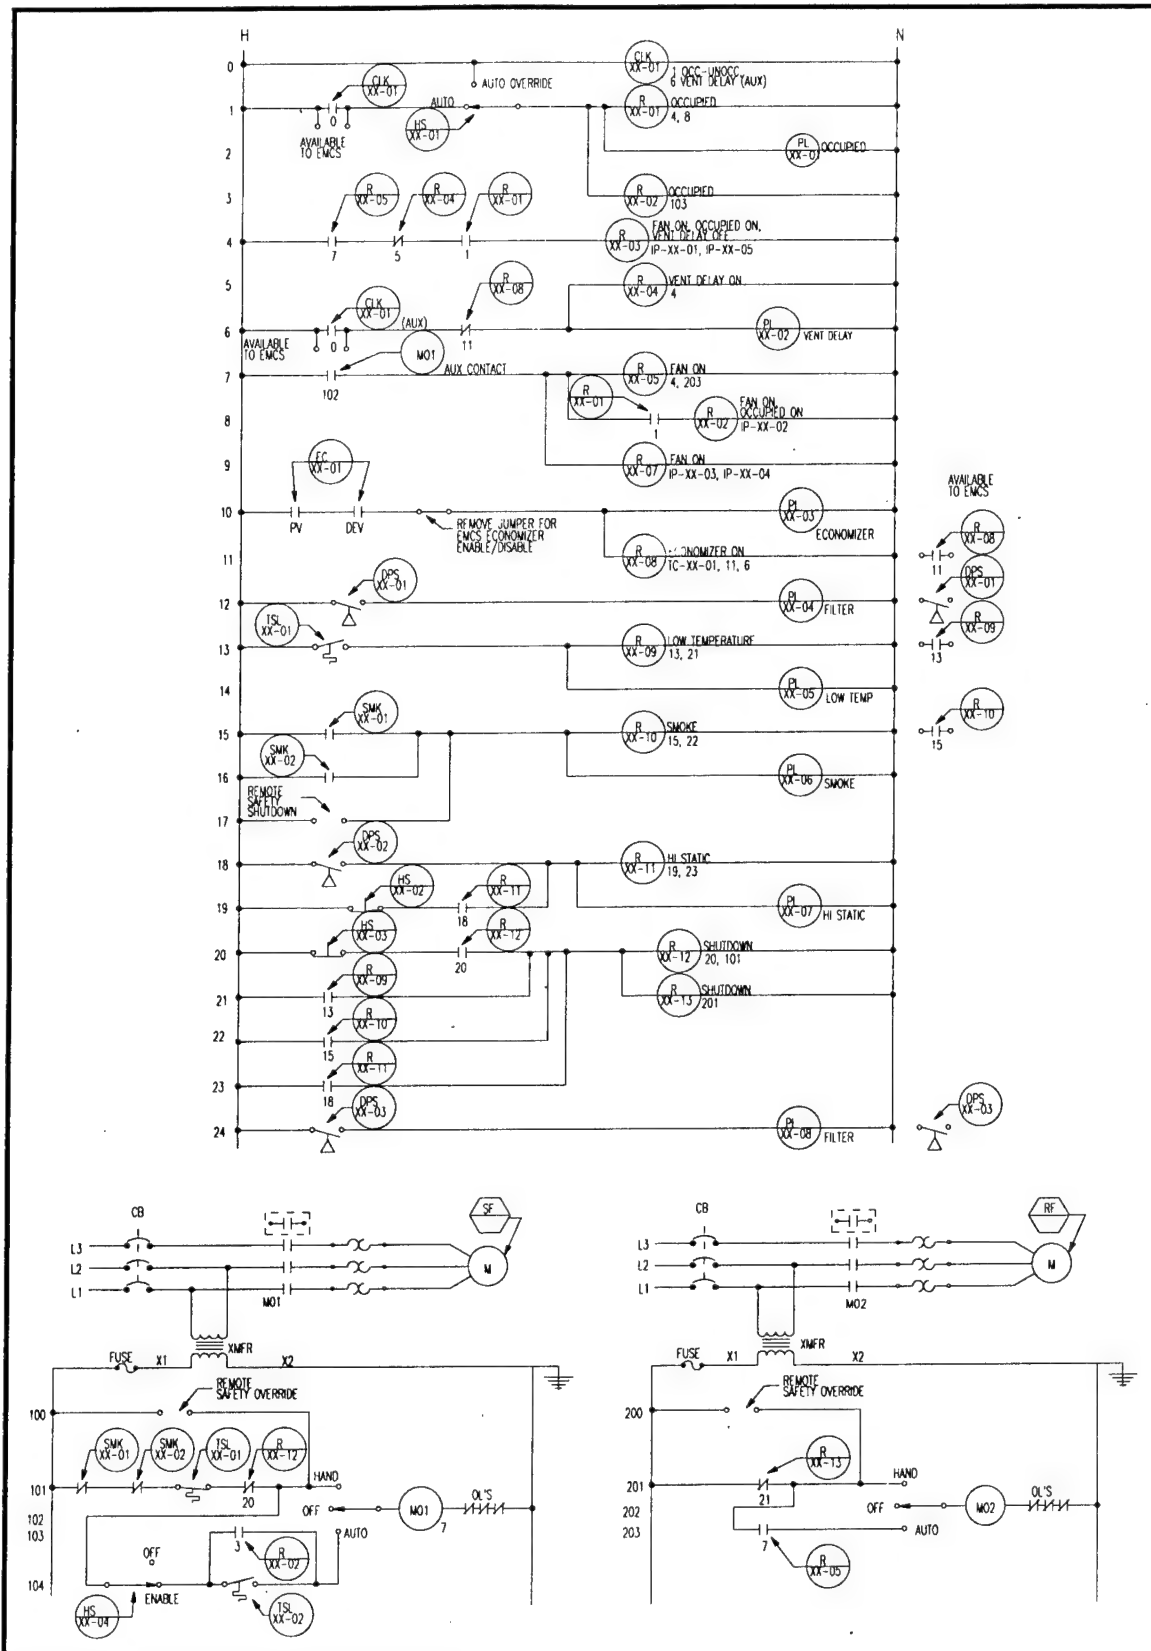 H
N
0
CLK
XX-01
1 OCC-UNOCC,
6 VENT DELAY (AUX)
AUTO OVERRIDE
CLK
XX-01
1
0
AVAILABLE
TO EMCS
AUTO
HS
XX-01
R
XX-01
OCCUPIED
4, 8
2
PL
XX-0
OCCUPIED
3
R
XX-05
R
XX-04
R
XX-01
R
XX-02
OCCUPIED
103
4
7
5
1
R
XX-03
FAN ON, OCCUPIED ON,
VENT DELAY OFF
IP-XX-01, IP-XX-05
5
R
XX-08
R
XX-04
VENT DELAY ON
4
CLK
XX-01
(AUX)
6
AVAILABLE
TO EMCS
0
11
PL
XX-02
VENT DELAY
MO1
7
102
AUX CONTACT
R
XX-05
FAN ON
4, 203
R
XX-01
8
1
R
XX-02
FAN ON,
OCCUPIED ON
IP-XX-02
9
EC
XX-01
R
XX-07
FAN ON
IP-XX-03, IP-XX-04
AVAILABLE
TO EMCS
10
PV
DEV
REMOVE JUMPER FOR
EMCS ECONOMIZER
ENABLE/DISABLE
PL
XX-03
ECONOMIZER
R
XX-08
11
R
XX-08
ECONOMIZER ON
TC-XX-01, 11, 6
11
DPS
XX-01
DPS
XX-01
12
PL
XX-04
FILTER
TSL
XX-01
R
XX-09
13
R
XX-09
LOW TEMPERATURE
13, 21
13
14
PL
XX-05
LOW TEMP
SMK
XX-01
R
XX-10
15
R
XX-10
SMOKE
15, 22
15
SMK
XX-02
16
PL
XX-06
SMOKE
REMOTE
SAFETY
SHUTDOWN
17
DPS
XX-02
18
R
XX-11
HI STATIC
19, 23
HS
XX-02
R
XX-11
19
18
PL
XX-07
HI STATIC
HS
XX-03
R
XX-12
20
20
R
XX-12
SHUTDOWN
20, 101
R
XX-09
21
13
R
XX-13
SHUTDOWN
201
R
XX-10
22
15
R
XX-11
23
18
DPS
XX-03
24
PL
XX-08
FILTER
DPS
XX-03
CB
SF
L3
L2
M
L1
MO1
XMFR
FUSE
X1
X2
REMOTE
SAFETY OVERRIDE
100
SMK
XX-01
SMK
XX-02
TSL
XX-01
R
XX-12
101
20
HAND
OFF
MO1
7
OL'S
102
103
AUTO
3
R
XX-02
OFF
104
ENABLE
HS
XX-04
TSL
XX-02
CB
RF
L3
L2
M
L1
MO2
XMFR
FUSE
X1
X2
REMOTE
SAFETY OVERRIDE
200
R
XX-13
201
21
HAND
OFF
MO2
OL'S
202
203
7
AUTO
R
XX-05